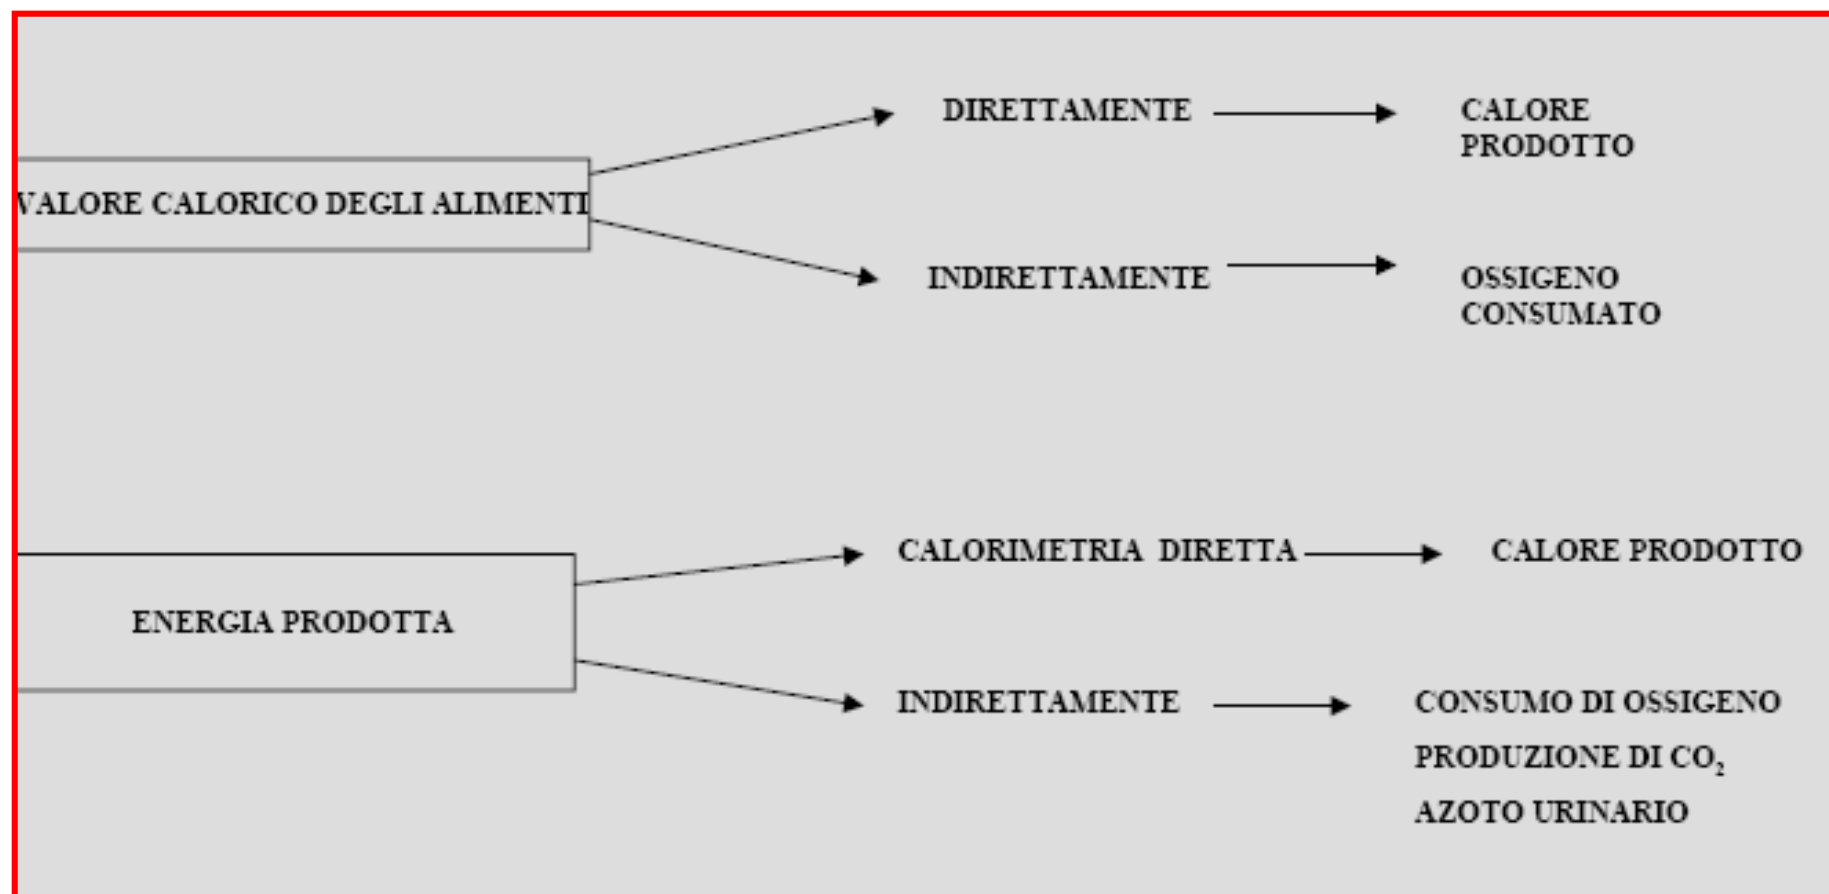 DIRETTAMENTE
CALORE
PRODOTTO
VALORE CALORICO DEGLI ALIMENTI
INDIRETTAMENTE
OSSIGENO
CONSUMATO
CALORIMETRIA DIRETTA
CALORE PRODOTTO
ENERGIA PRODOTTA
INDIRETTAMENTE
CONSUMO DI OSSIGENO
PRODUZIONE DI CO₂
AZOTO URINARIO